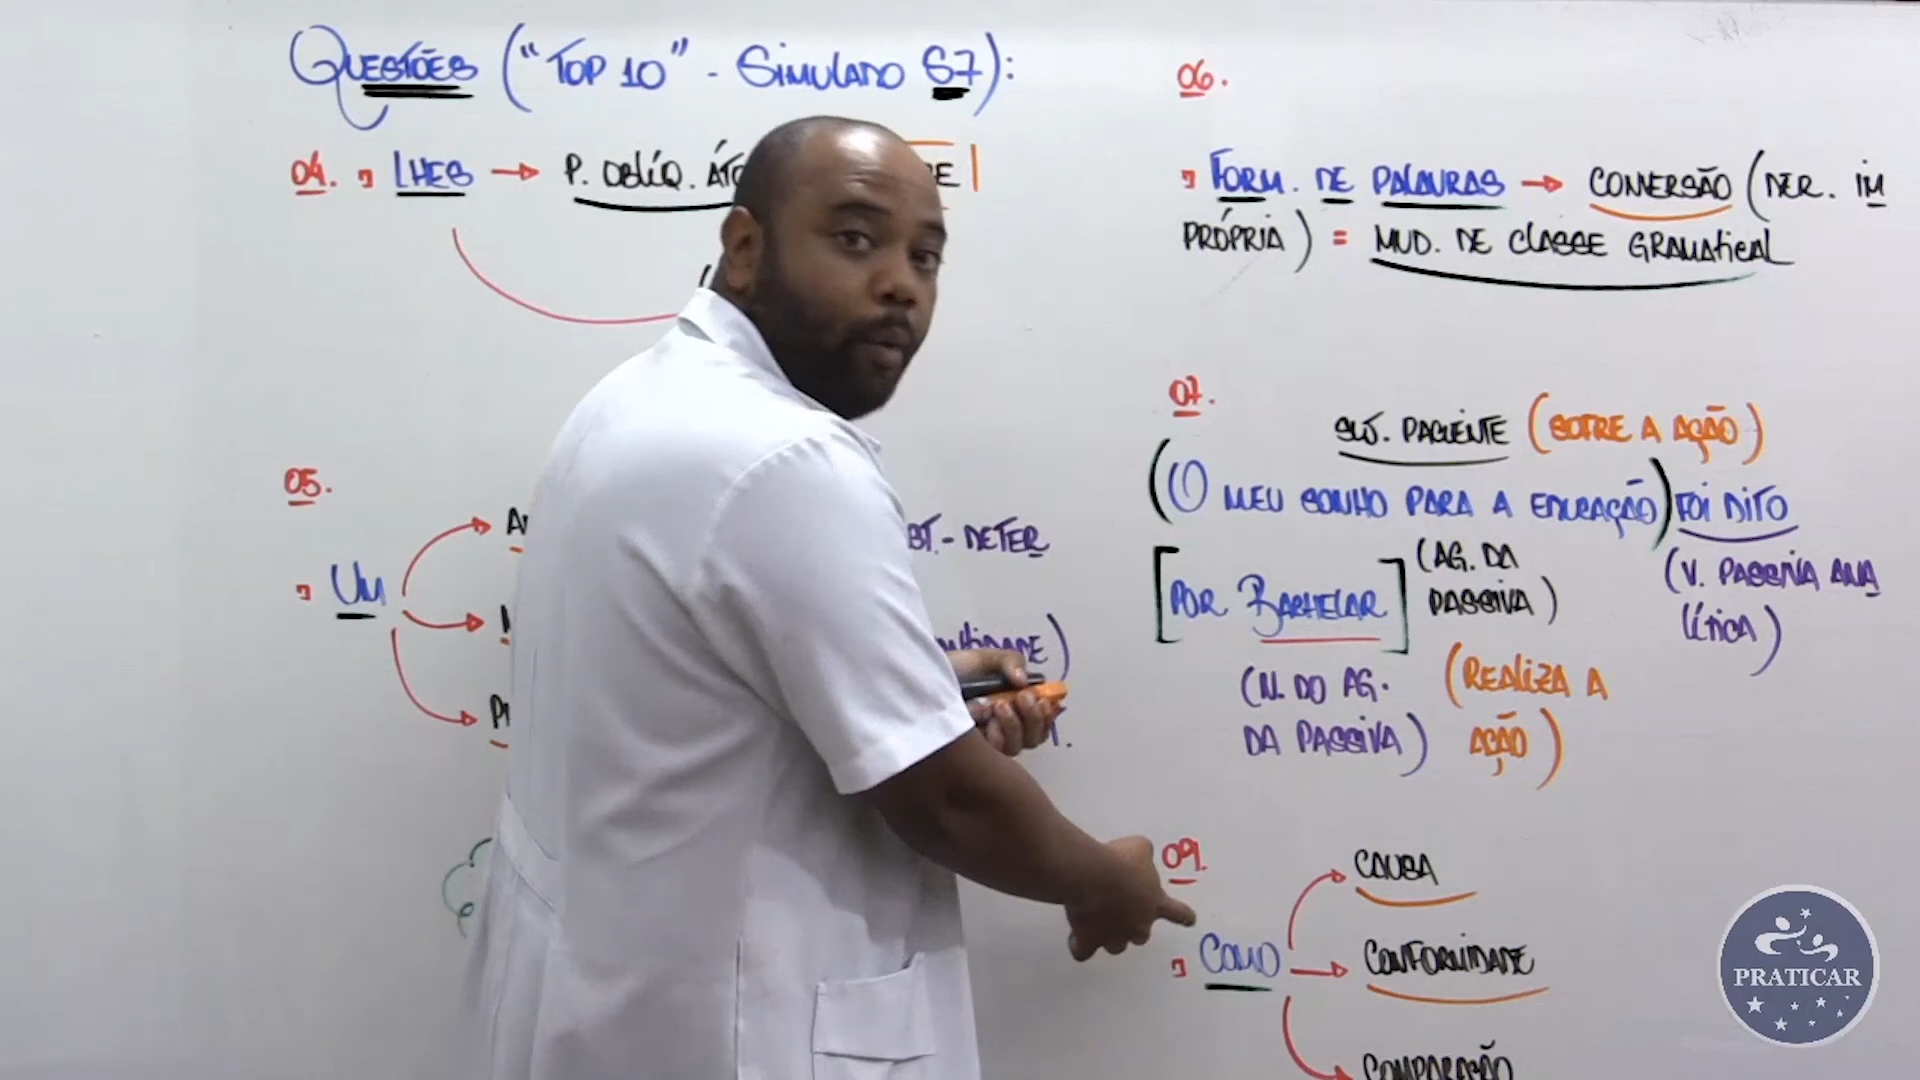 QUESTÕES ("TOP 10" - SIMULADO S7):
04. LHES → P. OBLÍQ.
05.
UM
BT. - DETER
06.
FORM. DE PALAVRAS → CONVERSÃO (DER. IM
PRÓPRIA) = MUD. DE CLASSE GRAMATICAL
07.
SUJ. PACIENTE (SOFRE A AÇÃO)
(O MEU SONHO PARA A EDUCAÇÃO) FOI DITO
[POR BACHELAR] (AG. DA
PASSIVA)
(V. PASSIVA ANA
LÍTICA)
(N. DO AG.
DA PASSIVA)
(REALIZA A
AÇÃO)
09.
COMO
CAUSA
CONFORMIDADE
COMPARAÇÃO
PRATICAR